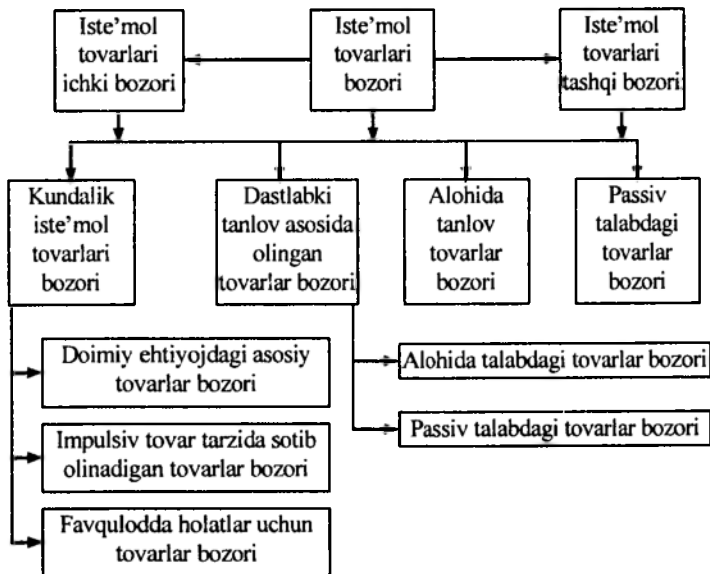 Iste’mol
tovarlari
ichki bozori
Iste’mol
tovarlari
bozori
Iste’mol
tovarlari
tashqi bozori
Kundalik
iste’mol
tovarlari
bozori
Dastlabki
tanlov asosida
olingan
tovarlar bozori
Alohida
tanlov
tovarlar
bozori
Passiv
talabdagi
tovarlar
bozori
Doimiy ehtiyojdagi asosiy
tovarlar bozori
Impulsiv tovar tarzida sotib
olinadigan tovarlar bozori
Favqulodda holatlar uchun
tovarlar bozori
Alohida talabdagi tovarlar bozori
Passiv talabdagi tovarlar bozori